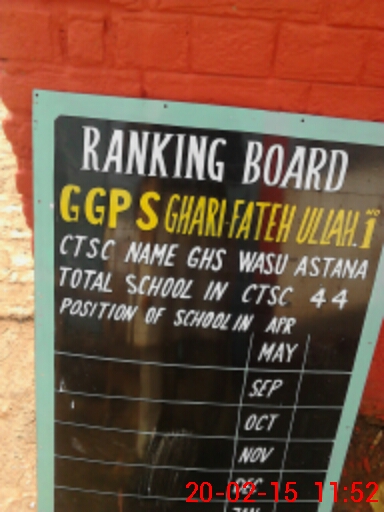 RANKING BOARD
GGPS GHARI-FATEH ULLAH. NO 1
CTSC NAME GHS WASU ASTANA
TOTAL SCHOOL IN CTSC 44
POSITION OF SCHOOL IN APR
MAY
SEP
OCT
NOV
20-02-15 11:52